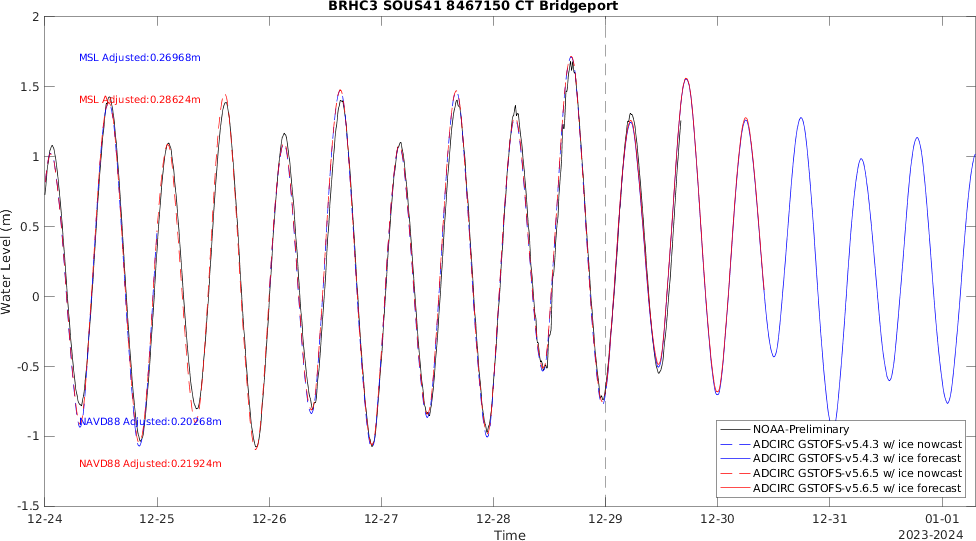 BRHC3 SOUS41 8467150 CT Bridgeport
2
1.5
1
0.5
0
-0.5
-1
-1.5
Water Level (m)
MSL Adjusted:0.26968m
MSL Adjusted:0.28624m
NAVD88 Adjusted:0.20268m
NAVD88 Adjusted:0.21924m
NOAA-Preliminary
ADCIRC GSTOFS-v5.4.3 w/ ice nowcast
ADCIRC GSTOFS-v5.4.3 w/ ice forecast
ADCIRC GSTOFS-v5.6.5 w/ ice nowcast
ADCIRC GSTOFS-v5.6.5 w/ ice forecast
12-24 12-25 12-26 12-27 12-28 12-29 12-30 12-31 01-01
Time
2023-2024